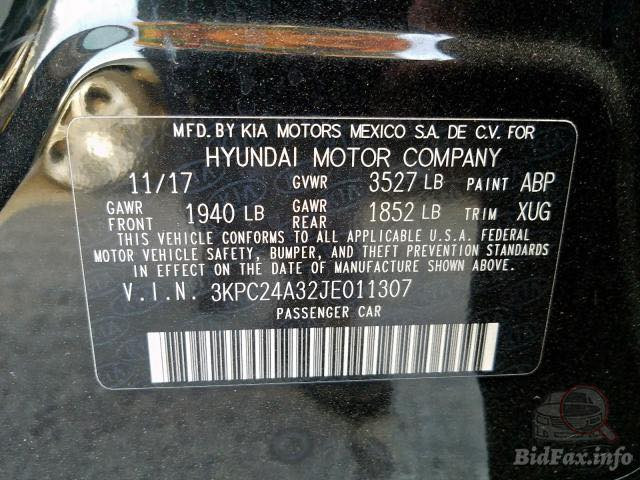 MFD. BY KIA MOTORS MEXICO S.A. DE C.V. FOR
HYUNDAI MOTOR COMPANY
11/17 GVWR 3527 LB PAINT ABP
GAWR FRONT 1940 LB GAWR REAR 1852 LB TRIM XUG
THIS VEHICLE CONFORMS TO ALL APPLICABLE U.S.A. FEDERAL
MOTOR VEHICLE SAFETY, BUMPER, AND THEFT PREVENTION STANDARDS
IN EFFECT ON THE DATE OF MANUFACTURE SHOWN ABOVE.
V.I.N. 3KPC24A32JE011307
PASSENGER CAR
BidFax.info